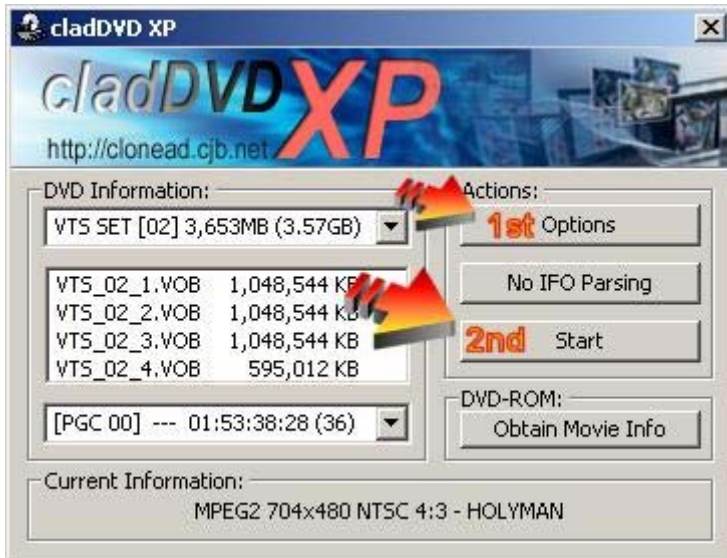 cladDVD XP
cladDVD XP
http://clonead.cjb.net
DVD Information:
VTS SET [02] 3,653MB (3.57GB)
VTS_02_1.VOB 1,048,544 KB
VTS_02_2.VOB 1,048,544 KB
VTS_02_3.VOB 1,048,544 KB
VTS_02_4.VOB 595,012 KB
[PGC 00] --- 01:53:38:28 (36)
Actions:
1st Options
No IFO Parsing
2nd Start
DVD-ROM:
Obtain Movie Info
Current Information:
MPEG2 704x480 NTSC 4:3 - HOLYMAN